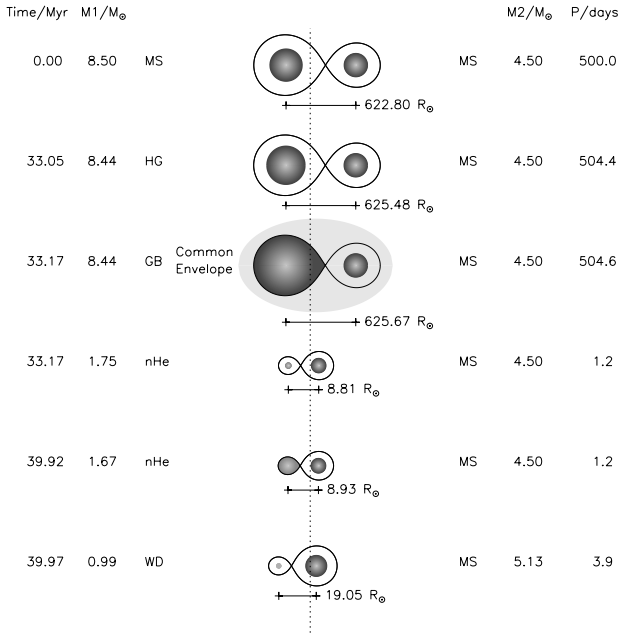 Time/Myr M1/M⊙ M2/M⊙ P/days
0.00 8.50 MS MS 4.50 500.0
622.80 R⊙
33.05 8.44 HG MS 4.50 504.4
625.48 R⊙
33.17 8.44 GB Common Envelope MS 4.50 504.6
625.67 R⊙
33.17 1.75 nHe MS 4.50 1.2
8.81 R⊙
39.92 1.67 nHe MS 4.50 1.2
8.93 R⊙
39.97 0.99 WD MS 5.13 3.9
19.05 R⊙